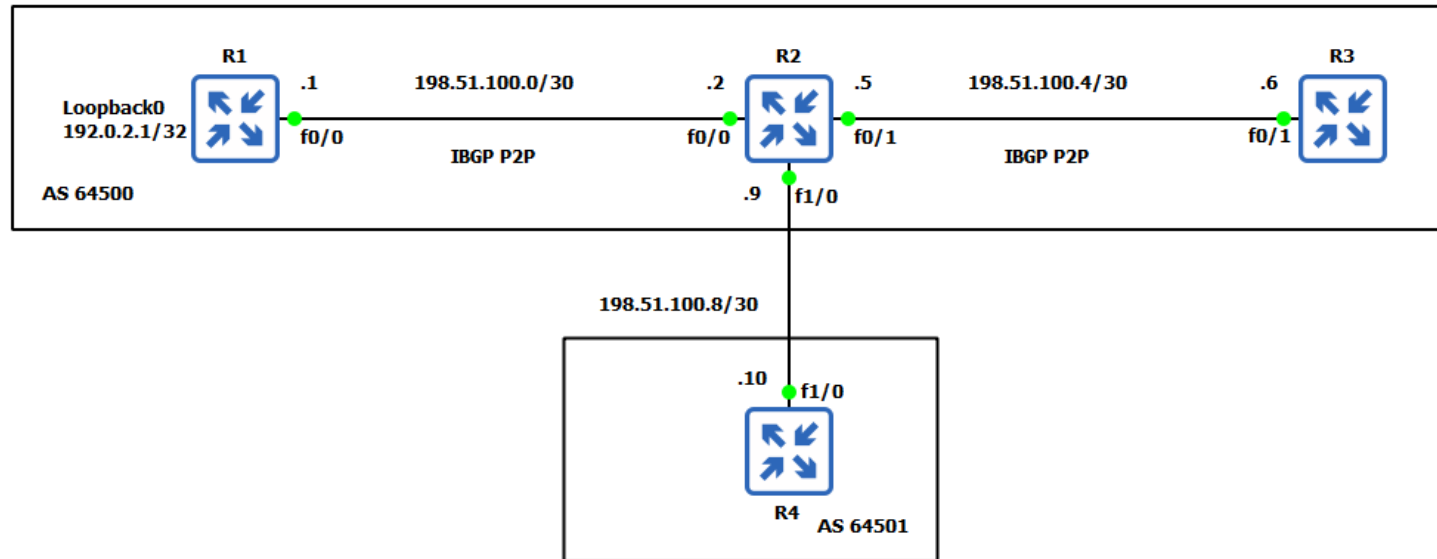 R1
R2
R3
.1
198.51.100.0/30
.2
.5
198.51.100.4/30
.6
Loopback0
192.0.2.1/32
f0/0
f0/0
f0/1
f0/1
IBGP P2P
IBGP P2P
AS 64500
.9
f1/0
198.51.100.8/30
.10
f1/0
R4
AS 64501